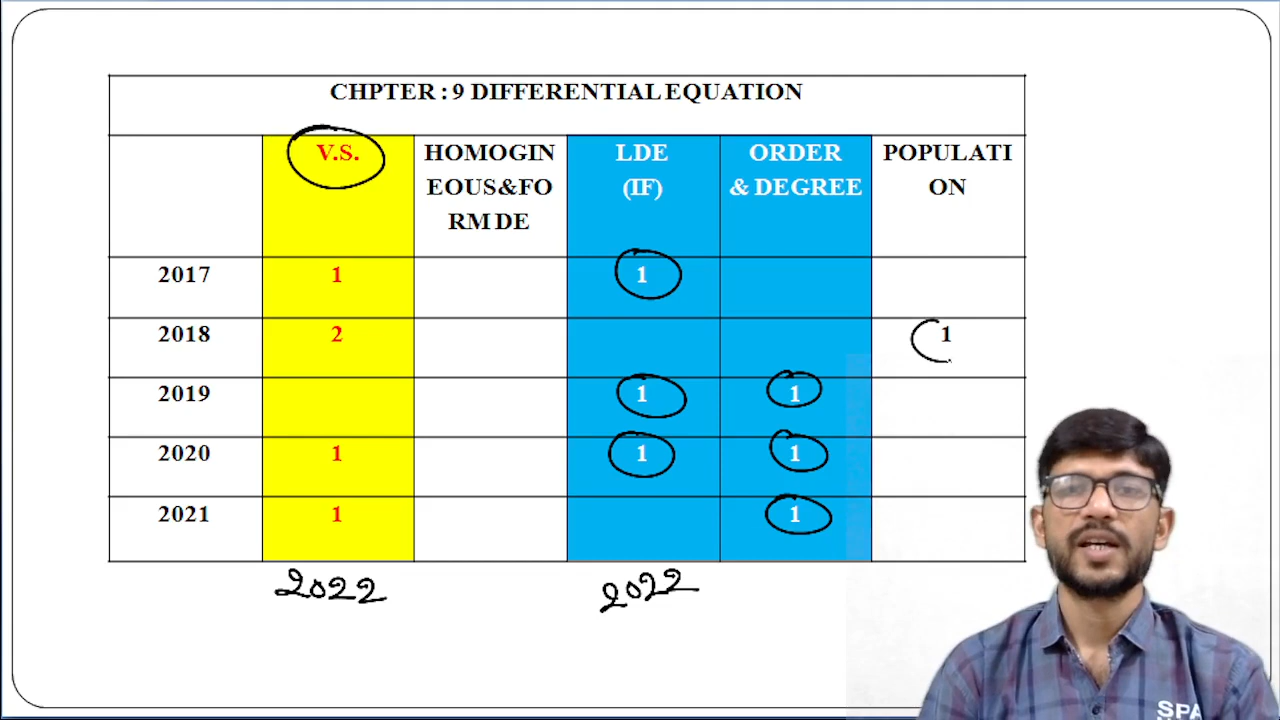 CHPTER : 9 DIFFERENTIAL EQUATION
V.S. HOMOGIN LDE ORDER POPULATI
EOUS&FO (IF) & DEGREE ON
RM DE
2017 1 1
2018 2 1
2019 1 1
2020 1 1 1
2021 1 1
2022 2022
SPA